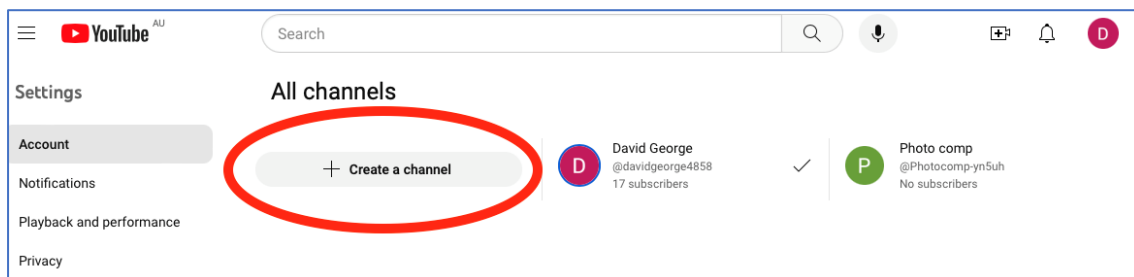 YouTube AU
Search
D
Settings
All channels
Account
+ Create a channel
D
David George
@davidgeorge4858
17 subscribers
P
Photo comp
@Photocomp-yn5uh
No subscribers
Notifications
Playback and performance
Privacy